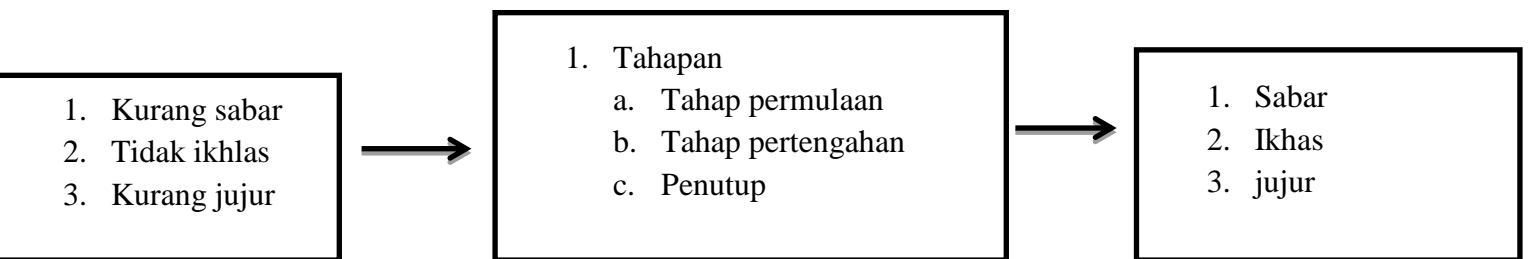 1. Kurang sabar
2. Tidak ikhlas
3. Kurang jujur
1. Tahapan
a. Tahap permulaan
b. Tahap pertengahan
c. Penutup
1. Sabar
2. Ikhas
3. jujur